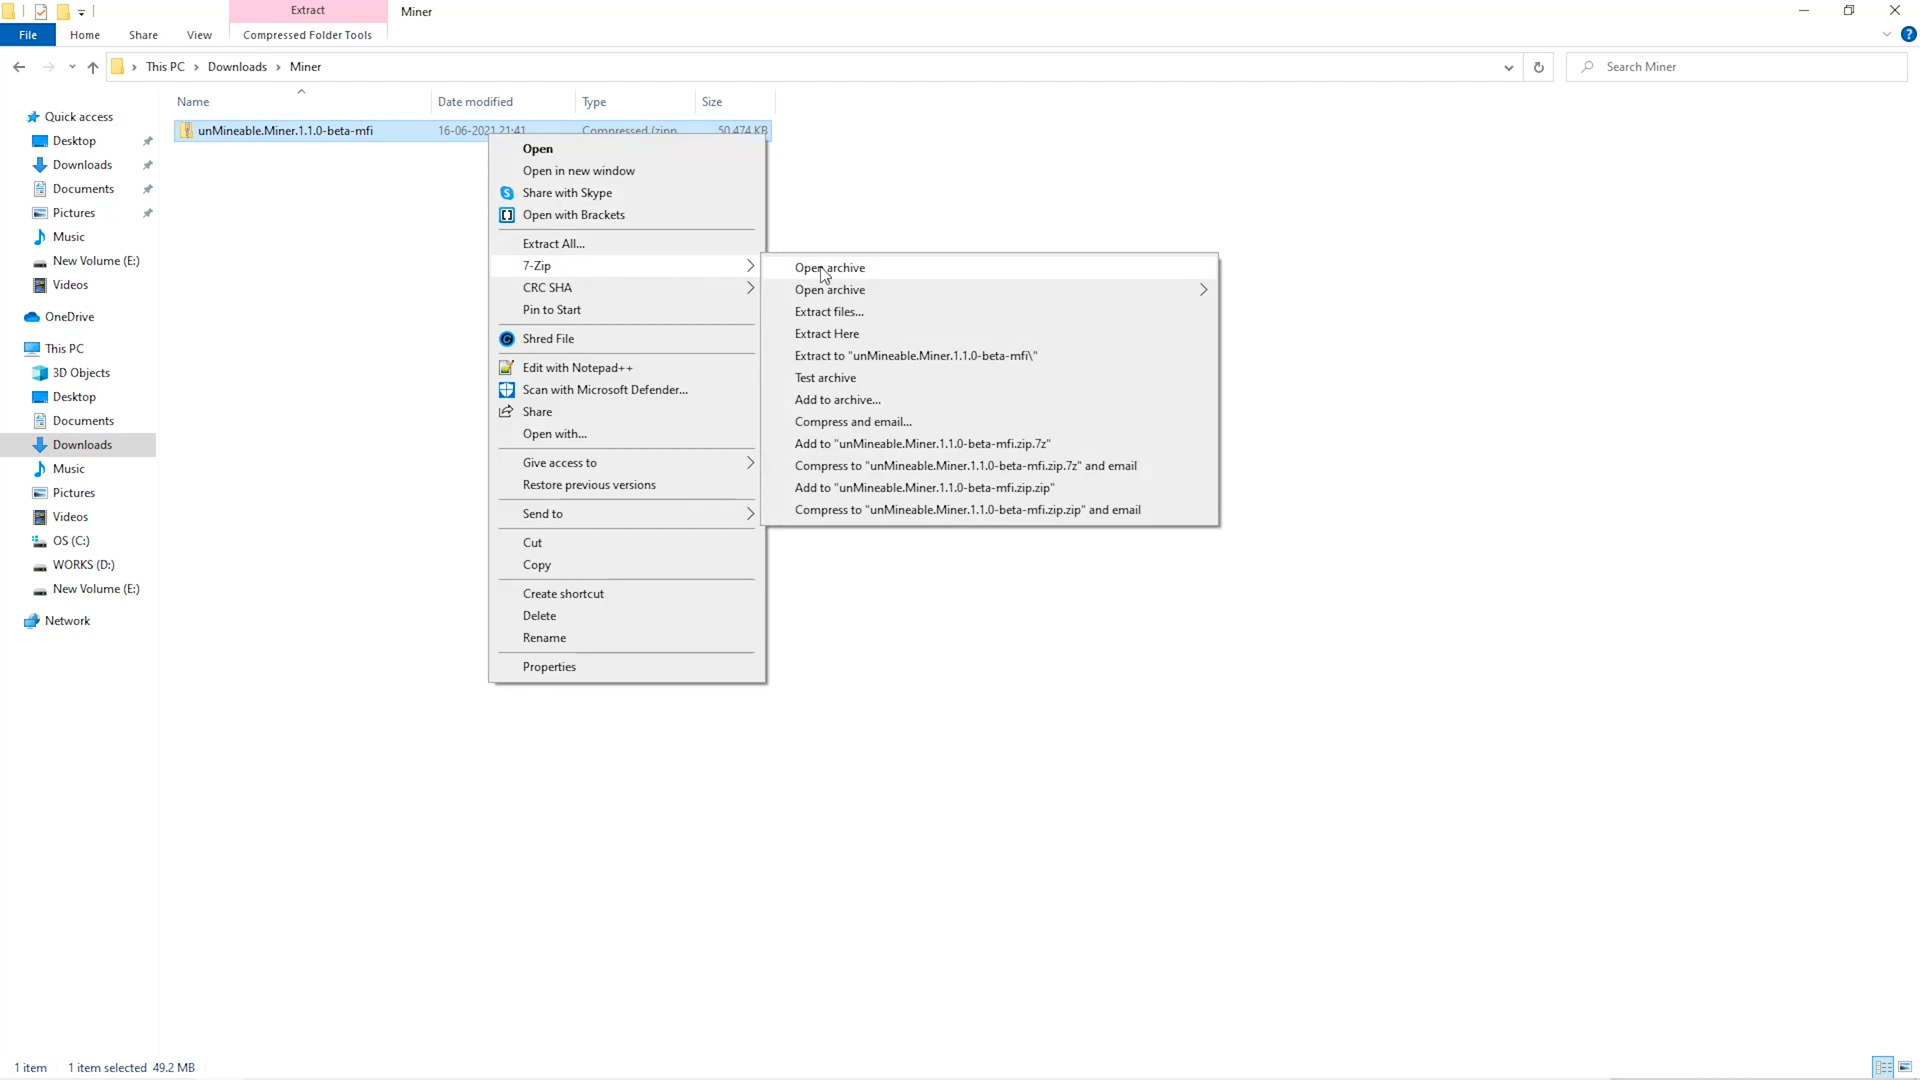 Extract
Miner
File
Home
Share
View
Compressed Folder Tools
This PC > Downloads > Miner
Search Miner
Name
Date modified
Type
Size
unMineable.Miner.1.1.0-beta-mfi
16-06-2021 21:41
Compressed (zipp
50,474 KB
Quick access
Desktop
Downloads
Documents
Pictures
Music
New Volume (E:)
Videos
OneDrive
This PC
3D Objects
Desktop
Documents
Downloads
Music
Pictures
Videos
OS (C:)
WORKS (D:)
New Volume (E:)
Network
Open
Open in new window
Share with Skype
Open with Brackets
Extract All...
7-Zip
CRC SHA
Pin to Start
Shred File
Edit with Notepad++
Scan with Microsoft Defender...
Share
Open with...
Give access to
Restore previous versions
Send to
Cut
Copy
Create shortcut
Delete
Rename
Properties
Open archive
Open archive
Extract files...
Extract Here
Extract to "unMineable.Miner.1.1.0-beta-mfi\"
Test archive
Add to archive...
Compress and email...
Add to "unMineable.Miner.1.1.0-beta-mfi.zip.7z"
Compress to "unMineable.Miner.1.1.0-beta-mfi.zip.7z" and email
Add to "unMineable.Miner.1.1.0-beta-mfi.zip.zip"
Compress to "unMineable.Miner.1.1.0-beta-mfi.zip.zip" and email
1 item
1 item selected 49.2 MB